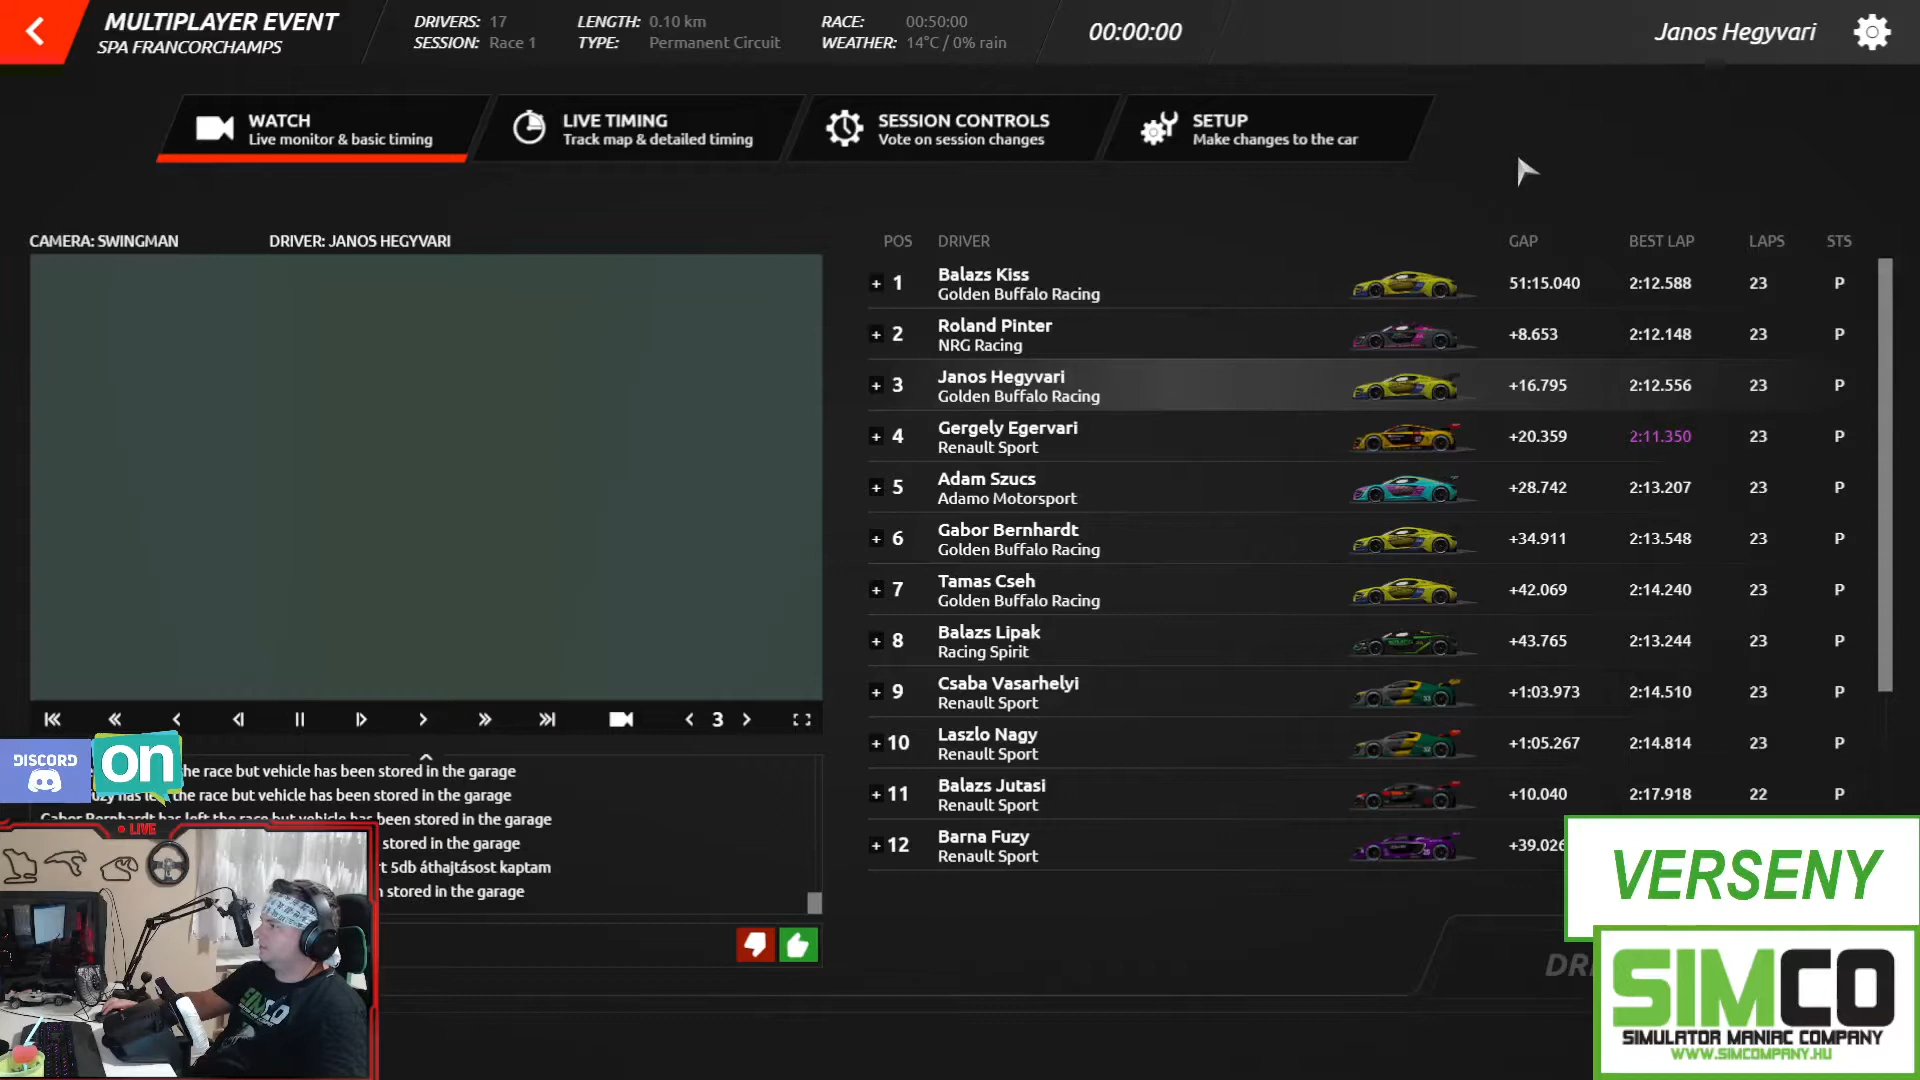 MULTIPLAYER EVENT
SPA FRANCORCHAMPS
DRIVERS: 17
SESSION: Race 1
LENGTH: 0.10 km
TYPE: Permanent Circuit
RACE: 00:50:00
WEATHER: 14°C / 0% rain
00:00:00
Janos Hegyvari
WATCH
Live monitor & basic timing
LIVE TIMING
Track map & detailed timing
SESSION CONTROLS
Vote on session changes
SETUP
Make changes to the car
CAMERA: SWINGMAN
DRIVER: JANOS HEGYVARI
3
POS DRIVER GAP BEST LAP LAPS STS
+ 1 Balazs Kiss 51:15.040 2:12.588 23 P
Golden Buffalo Racing
+ 2 Roland Pinter +8.653 2:12.148 23 P
NRG Racing
+ 3 Janos Hegyvari +16.795 2:12.556 23 P
Golden Buffalo Racing
+ 4 Gergely Egervari +20.359 2:11.350 23 P
Renault Sport
+ 5 Adam Szucs +28.742 2:13.207 23 P
Adamo Motorsport
+ 6 Gabor Bernhardt +34.911 2:13.548 23 P
Golden Buffalo Racing
+ 7 Tamas Cseh +42.069 2:14.240 23 P
Golden Buffalo Racing
+ 8 Balazs Lipak +43.765 2:13.244 23 P
Racing Spirit
+ 9 Csaba Vasarhelyi +1:03.973 2:14.510 23 P
Renault Sport
+ 10 Laszlo Nagy +1:05.267 2:14.814 23 P
Renault Sport
+ 11 Balazs Jutasi +10.040 2:17.918 22 P
Renault Sport
+ 12 Barna Fuzy +39.026
Renault Sport
DISCORD
on
he race but vehicle has been stored in the garage
the race but vehicle has been stored in the garage
Gabor Bernhardt has left the race but vehicle has been stored in the garage
stored in the garage
5db áthajtásost kaptam
stored in the garage
LIVE
VERSENY
SIMCO
SIMULATOR MANIAC COMPANY
WWW.SIMCOMPANY.HU